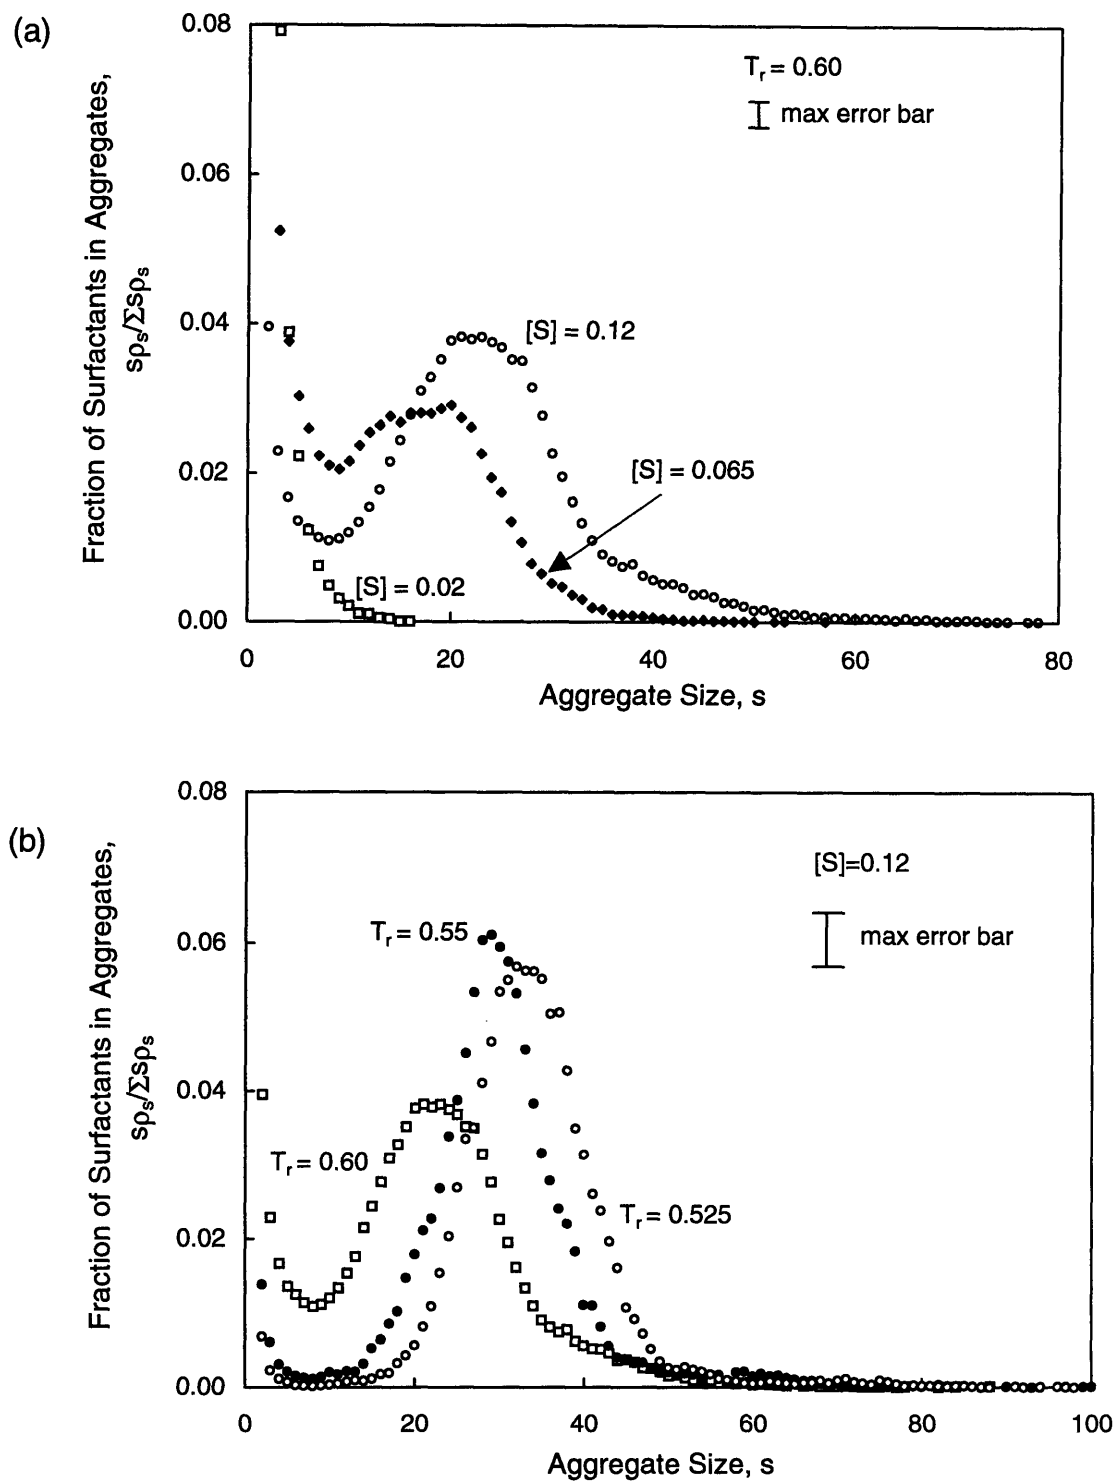 (a)
0.08
0.06
0.04
0.02
0.00
Fraction of Surfactants in Aggregates,
sρₛ/Σsρₛ
Tᵣ = 0.60
max error bar
[S] = 0.12
[S] = 0.065
[S] = 0.02
0 20 40 60 80
Aggregate Size, s
(b)
0.08
0.06
0.04
0.02
0.00
Fraction of Surfactants in Aggregates,
sρₛ/Σsρₛ
[S]=0.12
max error bar
Tᵣ = 0.55
Tᵣ = 0.60
Tᵣ = 0.525
0 20 40 60 80 100
Aggregate Size, s